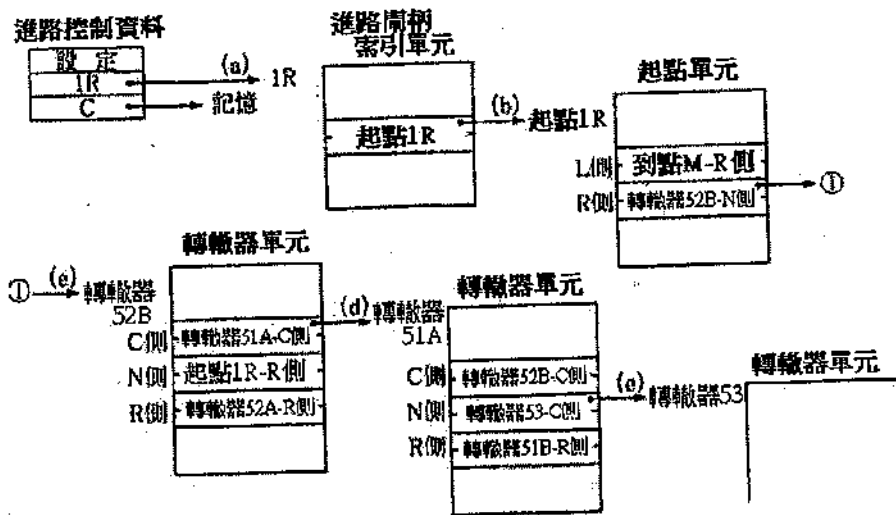 進路控制資料
設定
1R
C
(a)
1R
記憶
進路閘柄
索引單元
起點1R
(b)
起點1R
起點單元
L側
到點M-R側
R側
轉轍器52B-N側
①
①
(c)
轉轍器
52B
轉轍器單元
C側
轉轍器51A-C側
N側
起點1R-R側
R側
轉轍器52A-R側
(d)
轉轍器
51A
轉轍器單元
C側
轉轍器52B-C側
N側
轉轍器53-C側
R側
轉轍器51B-R側
(e)
轉轍器53
轉轍器單元